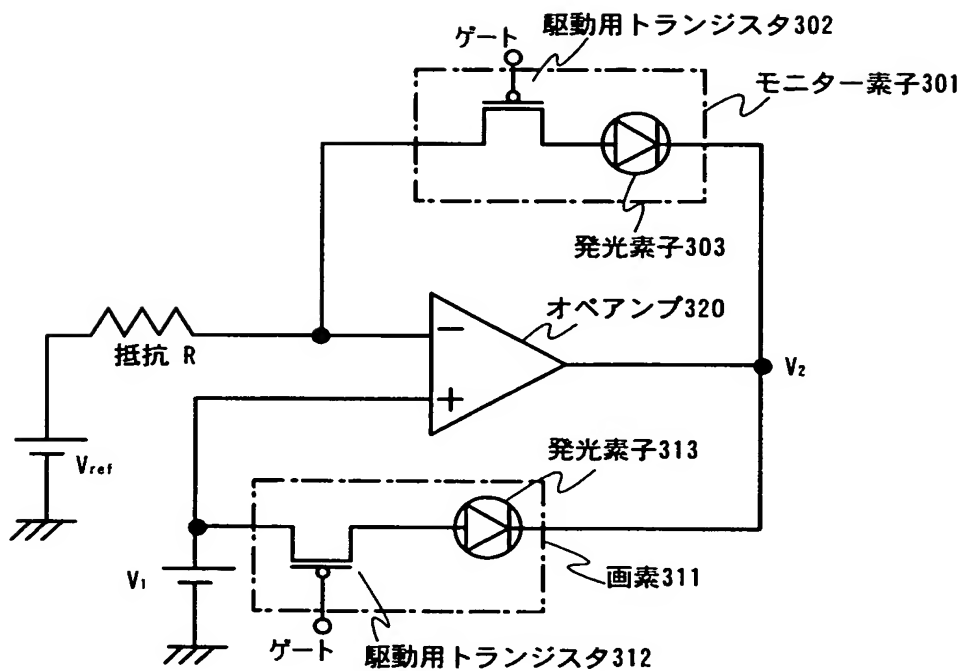 駆動用トランジスタ302
ゲート
モニター素子301
発光素子303
オペアンプ320
抵抗 R
V2
Vref
発光素子313
V1
画素311
ゲート
駆動用トランジスタ312